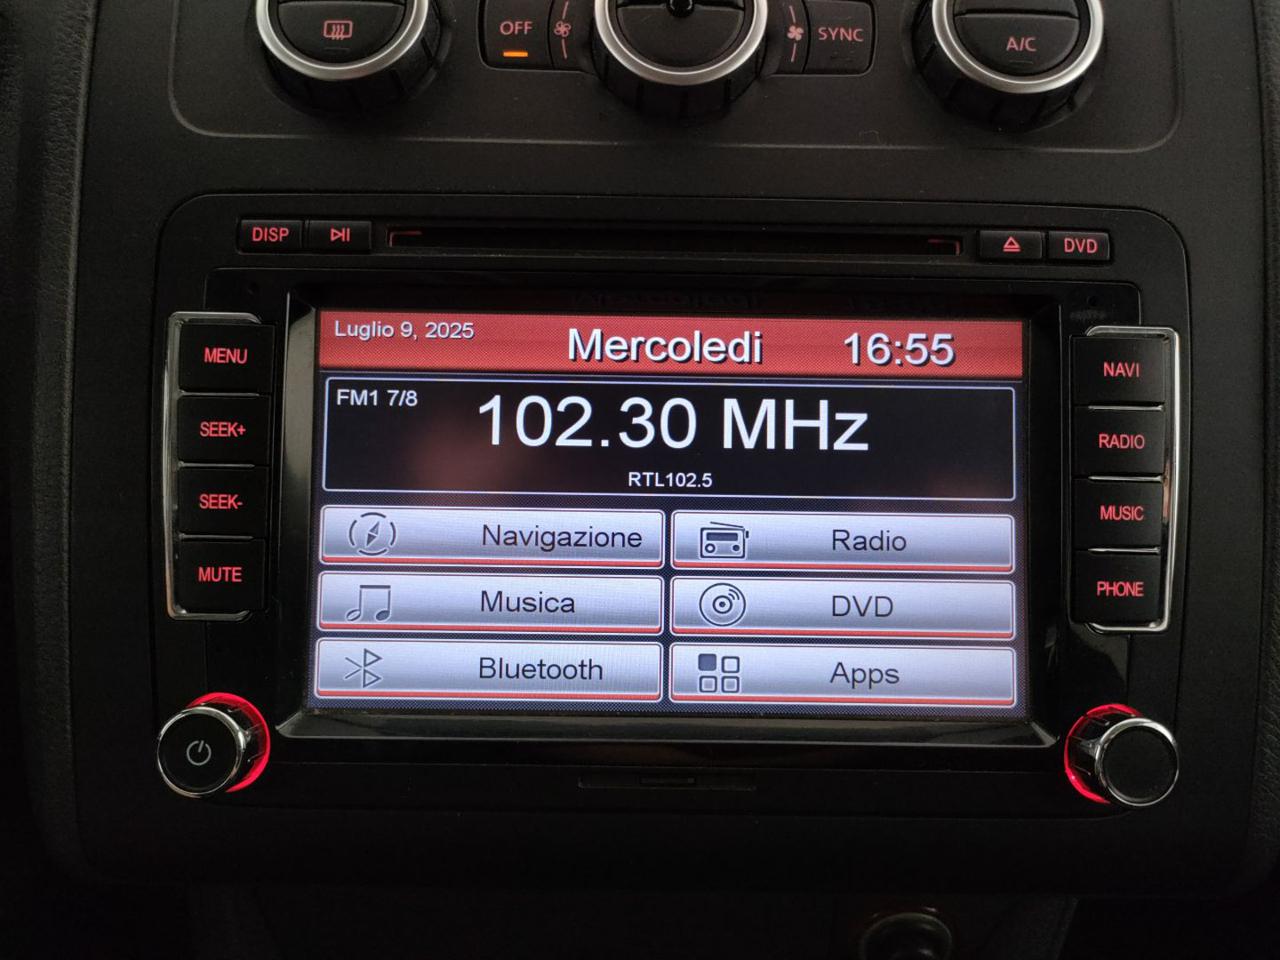 OFF
SYNC
A/C
DISP
DVD
MENU
SEEK+
SEEK-
MUTE
Luglio 9, 2025
Mercoledi
16:55
FM1 7/8
102.30 MHz
RTL102.5
Navigazione
Radio
Musica
DVD
Bluetooth
Apps
NAVI
RADIO
MUSIC
PHONE